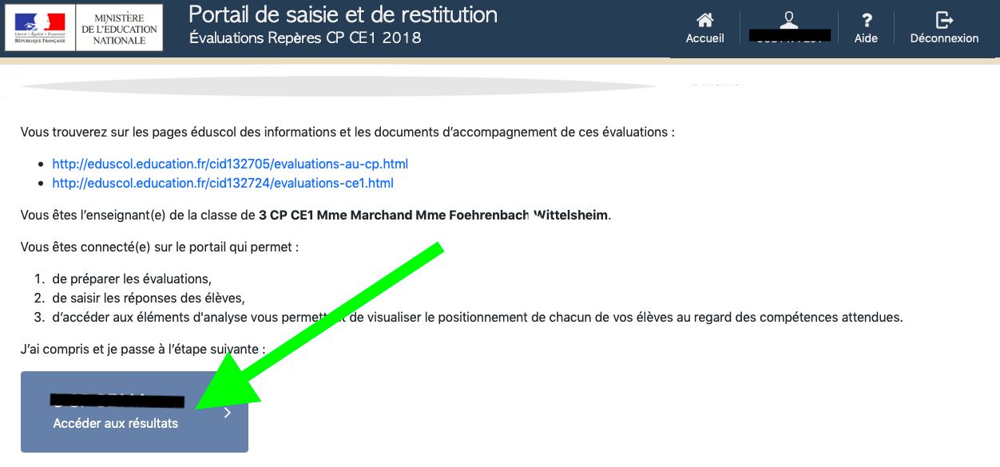 MINISTÈRE
DE L'ÉDUCATION
NATIONALE
Liberté • Égalité • Fraternité
RÉPUBLIQUE FRANÇAISE
Portail de saisie et de restitution
Évaluations Repères CP CE1 2018
Accueil
Aide
Déconnexion
Vous trouverez sur les pages éduscol des informations et les documents d’accompagnement de ces évaluations :
• http://eduscol.education.fr/cid132705/evaluations-au-cp.html
• http://eduscol.education.fr/cid132724/evaluations-ce1.html
Vous êtes l’enseignant(e) de la classe de 3 CP CE1 Mme Marchand Mme Foehrenbach Wittelsheim.
Vous êtes connecté(e) sur le portail qui permet :
1. de préparer les évaluations,
2. de saisir les réponses des élèves,
3. d’accéder aux éléments d'analyse vous permettant de visualiser le positionnement de chacun de vos élèves au regard des compétences attendues.
J’ai compris et je passe à l’étape suivante :
Accéder aux résultats